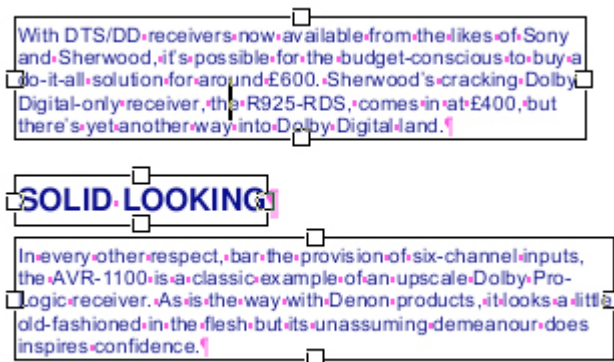 With DTS/DD receivers now available from the likes of Sony
and Sherwood, it's possible for the budget-conscious to buy a
do-it-all solution for around £600. Sherwood's cracking Dolby
Digital-only receiver, the R925-RDS, comes in at £400, but
there's yet another way into Dolby Digital land.¶
SOLID LOOKING¶
In every other respect, bar the provision of six-channel inputs,
the AVR-1100 is a classic example of an upscale Dolby Pro-
Logic receiver. As is the way with Denon products, it looks a little
old-fashioned in the flesh but its unassuming demeanour does
inspires confidence.¶